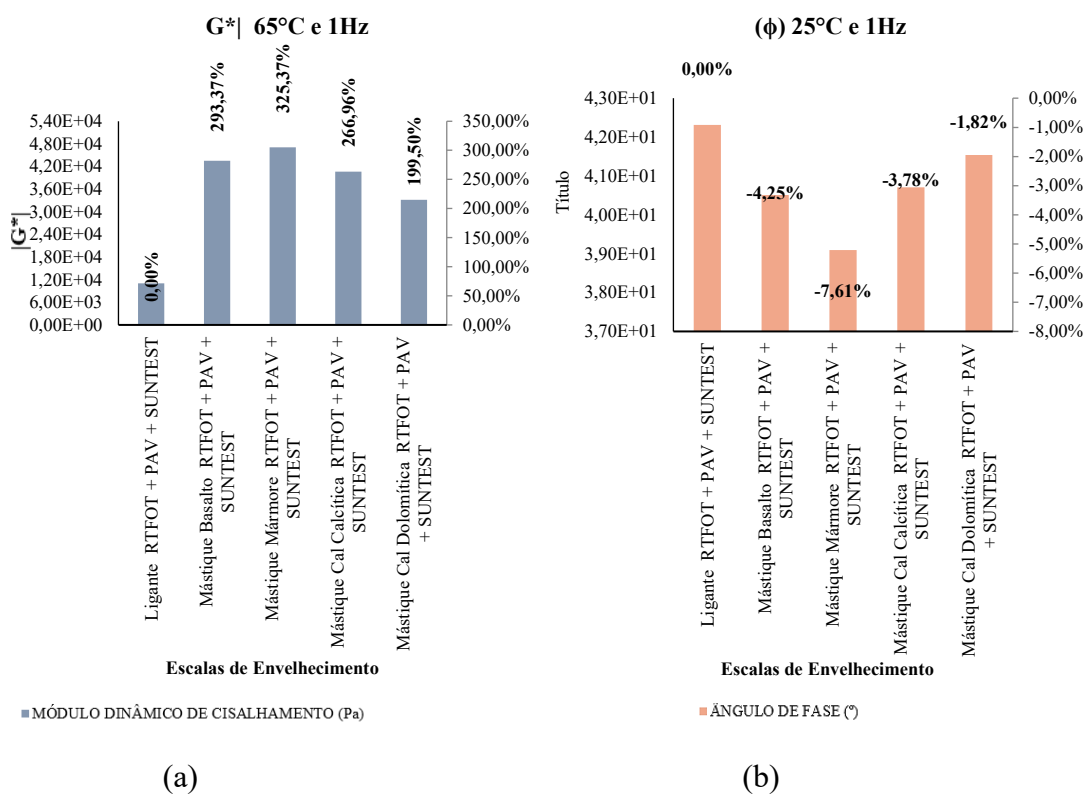 G*|  65°C e 1Hz
|G*|
5,40E+04
4,80E+04
4,20E+04
3,60E+04
3,00E+04
2,40E+04
1,80E+04
1,20E+04
6,00E+03
0,00E+00
0,00%
293,37%
325,37%
266,96%
199,50%
350,00%
300,00%
250,00%
200,00%
150,00%
100,00%
50,00%
0,00%
Ligante RTFOT + PAV + SUNTEST
Mástique Basalto RTFOT + PAV +
SUNTEST
Mástique Mármore RTFOT + PAV +
SUNTEST
Mástique Cal Calcítica RTFOT + PAV +
SUNTEST
Mástique Cal Dolomítica RTFOT + PAV
+ SUNTEST
Escalas de Envelhecimento
MÓDULO DINÂMICO DE CISALHAMENTO (Pa)
(a)
(ϕ) 25°C e 1Hz
Título
4,30E+01
4,20E+01
4,10E+01
4,00E+01
3,90E+01
3,80E+01
3,70E+01
0,00%
-4,25%
-7,61%
-3,78%
-1,82%
0,00%
-1,00%
-2,00%
-3,00%
-4,00%
-5,00%
-6,00%
-7,00%
-8,00%
Ligante RTFOT + PAV + SUNTEST
Mástique Basalto RTFOT + PAV +
SUNTEST
Mástique Mármore RTFOT + PAV +
SUNTEST
Mástique Cal Calcítica RTFOT + PAV +
SUNTEST
Mástique Cal Dolomítica RTFOT + PAV
+ SUNTEST
Escalas de Envelhecimento
ÂNGULO DE FASE (º)
(b)